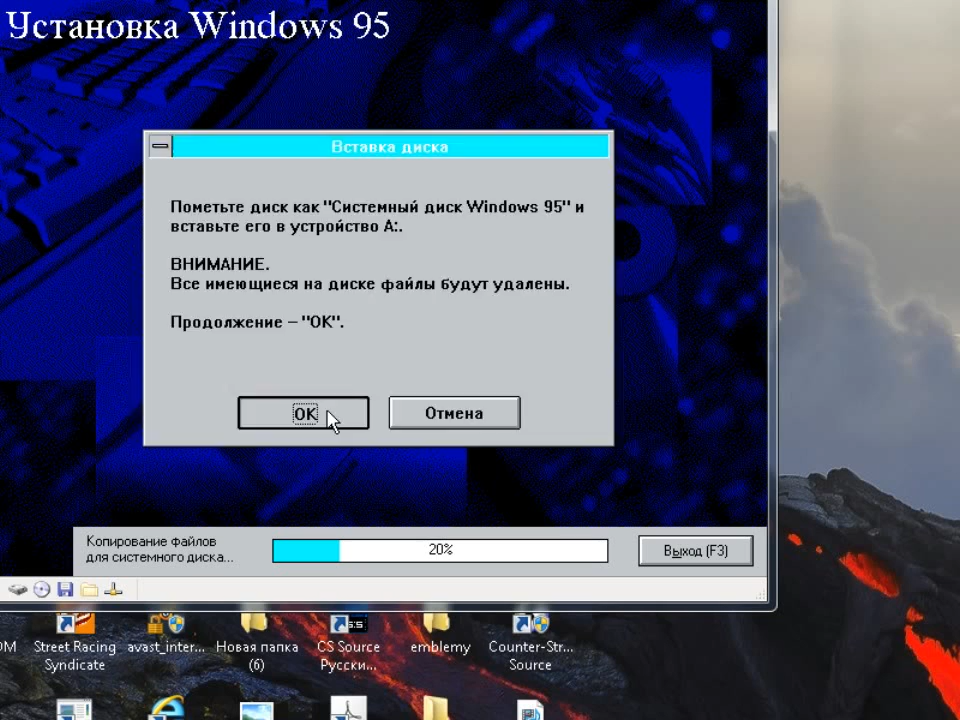 Установка Windows 95
Вставка диска
Пометьте диск как "Системный диск Windows 95" и
вставьте его в устройство А:.
ВНИМАНИЕ.
Все имеющиеся на диске файлы будут удалены.
Продолжение – "ОК".
ОК
Отмена
Копирование файлов
для системного диска...
20%
Выход (F3)
Street Racing
Syndicate
avast_inter...
Новая папка
(6)
CS Source
Русски...
emblemy
Counter-Str...
Source